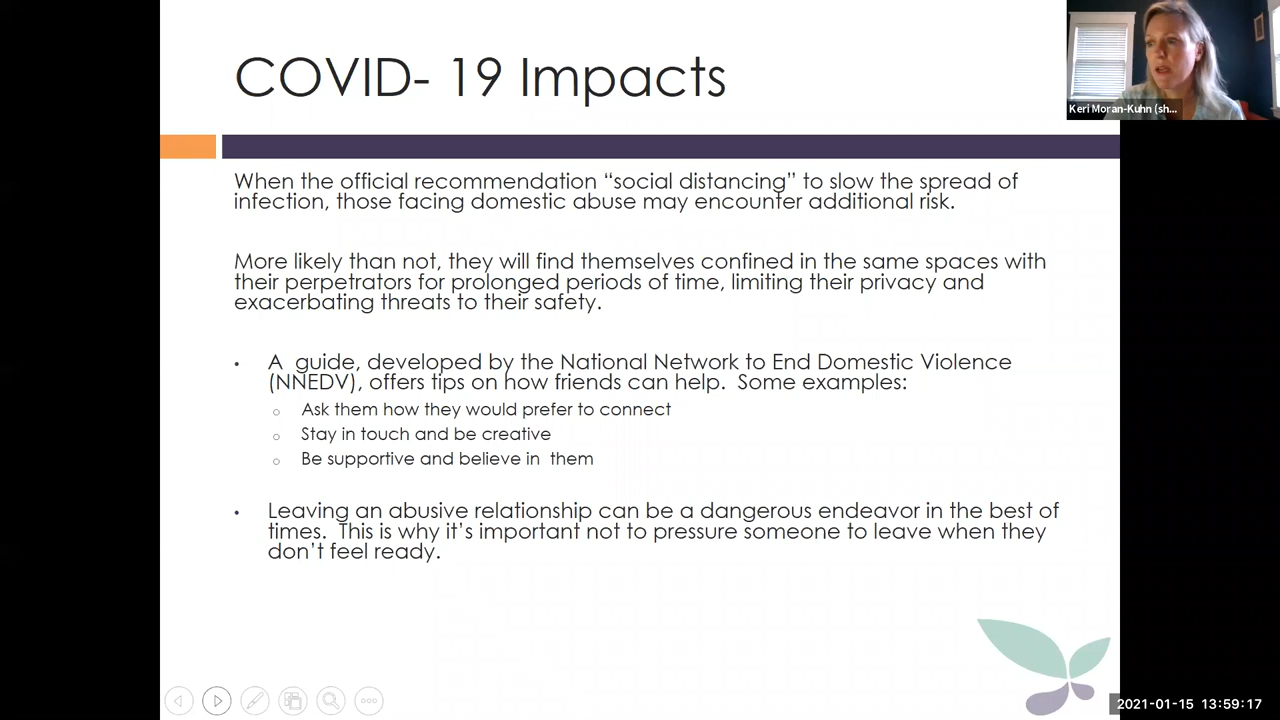 COVID- 19 Impacts
Keri Moran-Kuhn (sh...
When the official recommendation “social distancing” to slow the spread of
infection, those facing domestic abuse may encounter additional risk.
More likely than not, they will find themselves confined in the same spaces with
their perpetrators for prolonged periods of time, limiting their privacy and
exacerbating threats to their safety.
• A  guide, developed by the National Network to End Domestic Violence
(NNEDV), offers tips on how friends can help.  Some examples:
○ Ask them how they would prefer to connect
○ Stay in touch and be creative
○ Be supportive and believe in  them
• Leaving an abusive relationship can be a dangerous endeavor in the best of
times.  This is why it’s important not to pressure someone to leave when they
don’t feel ready.
2021-01-15 13:59:17